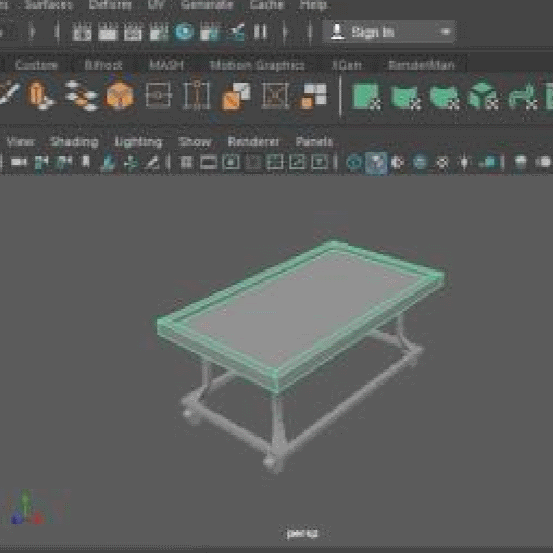 Surfaces Deform UV Generate Cache Help
Sign In
Custom Bifrost MASH Motion Graphics XGen RenderMan
View Shading Lighting Show Renderer Panels
persp